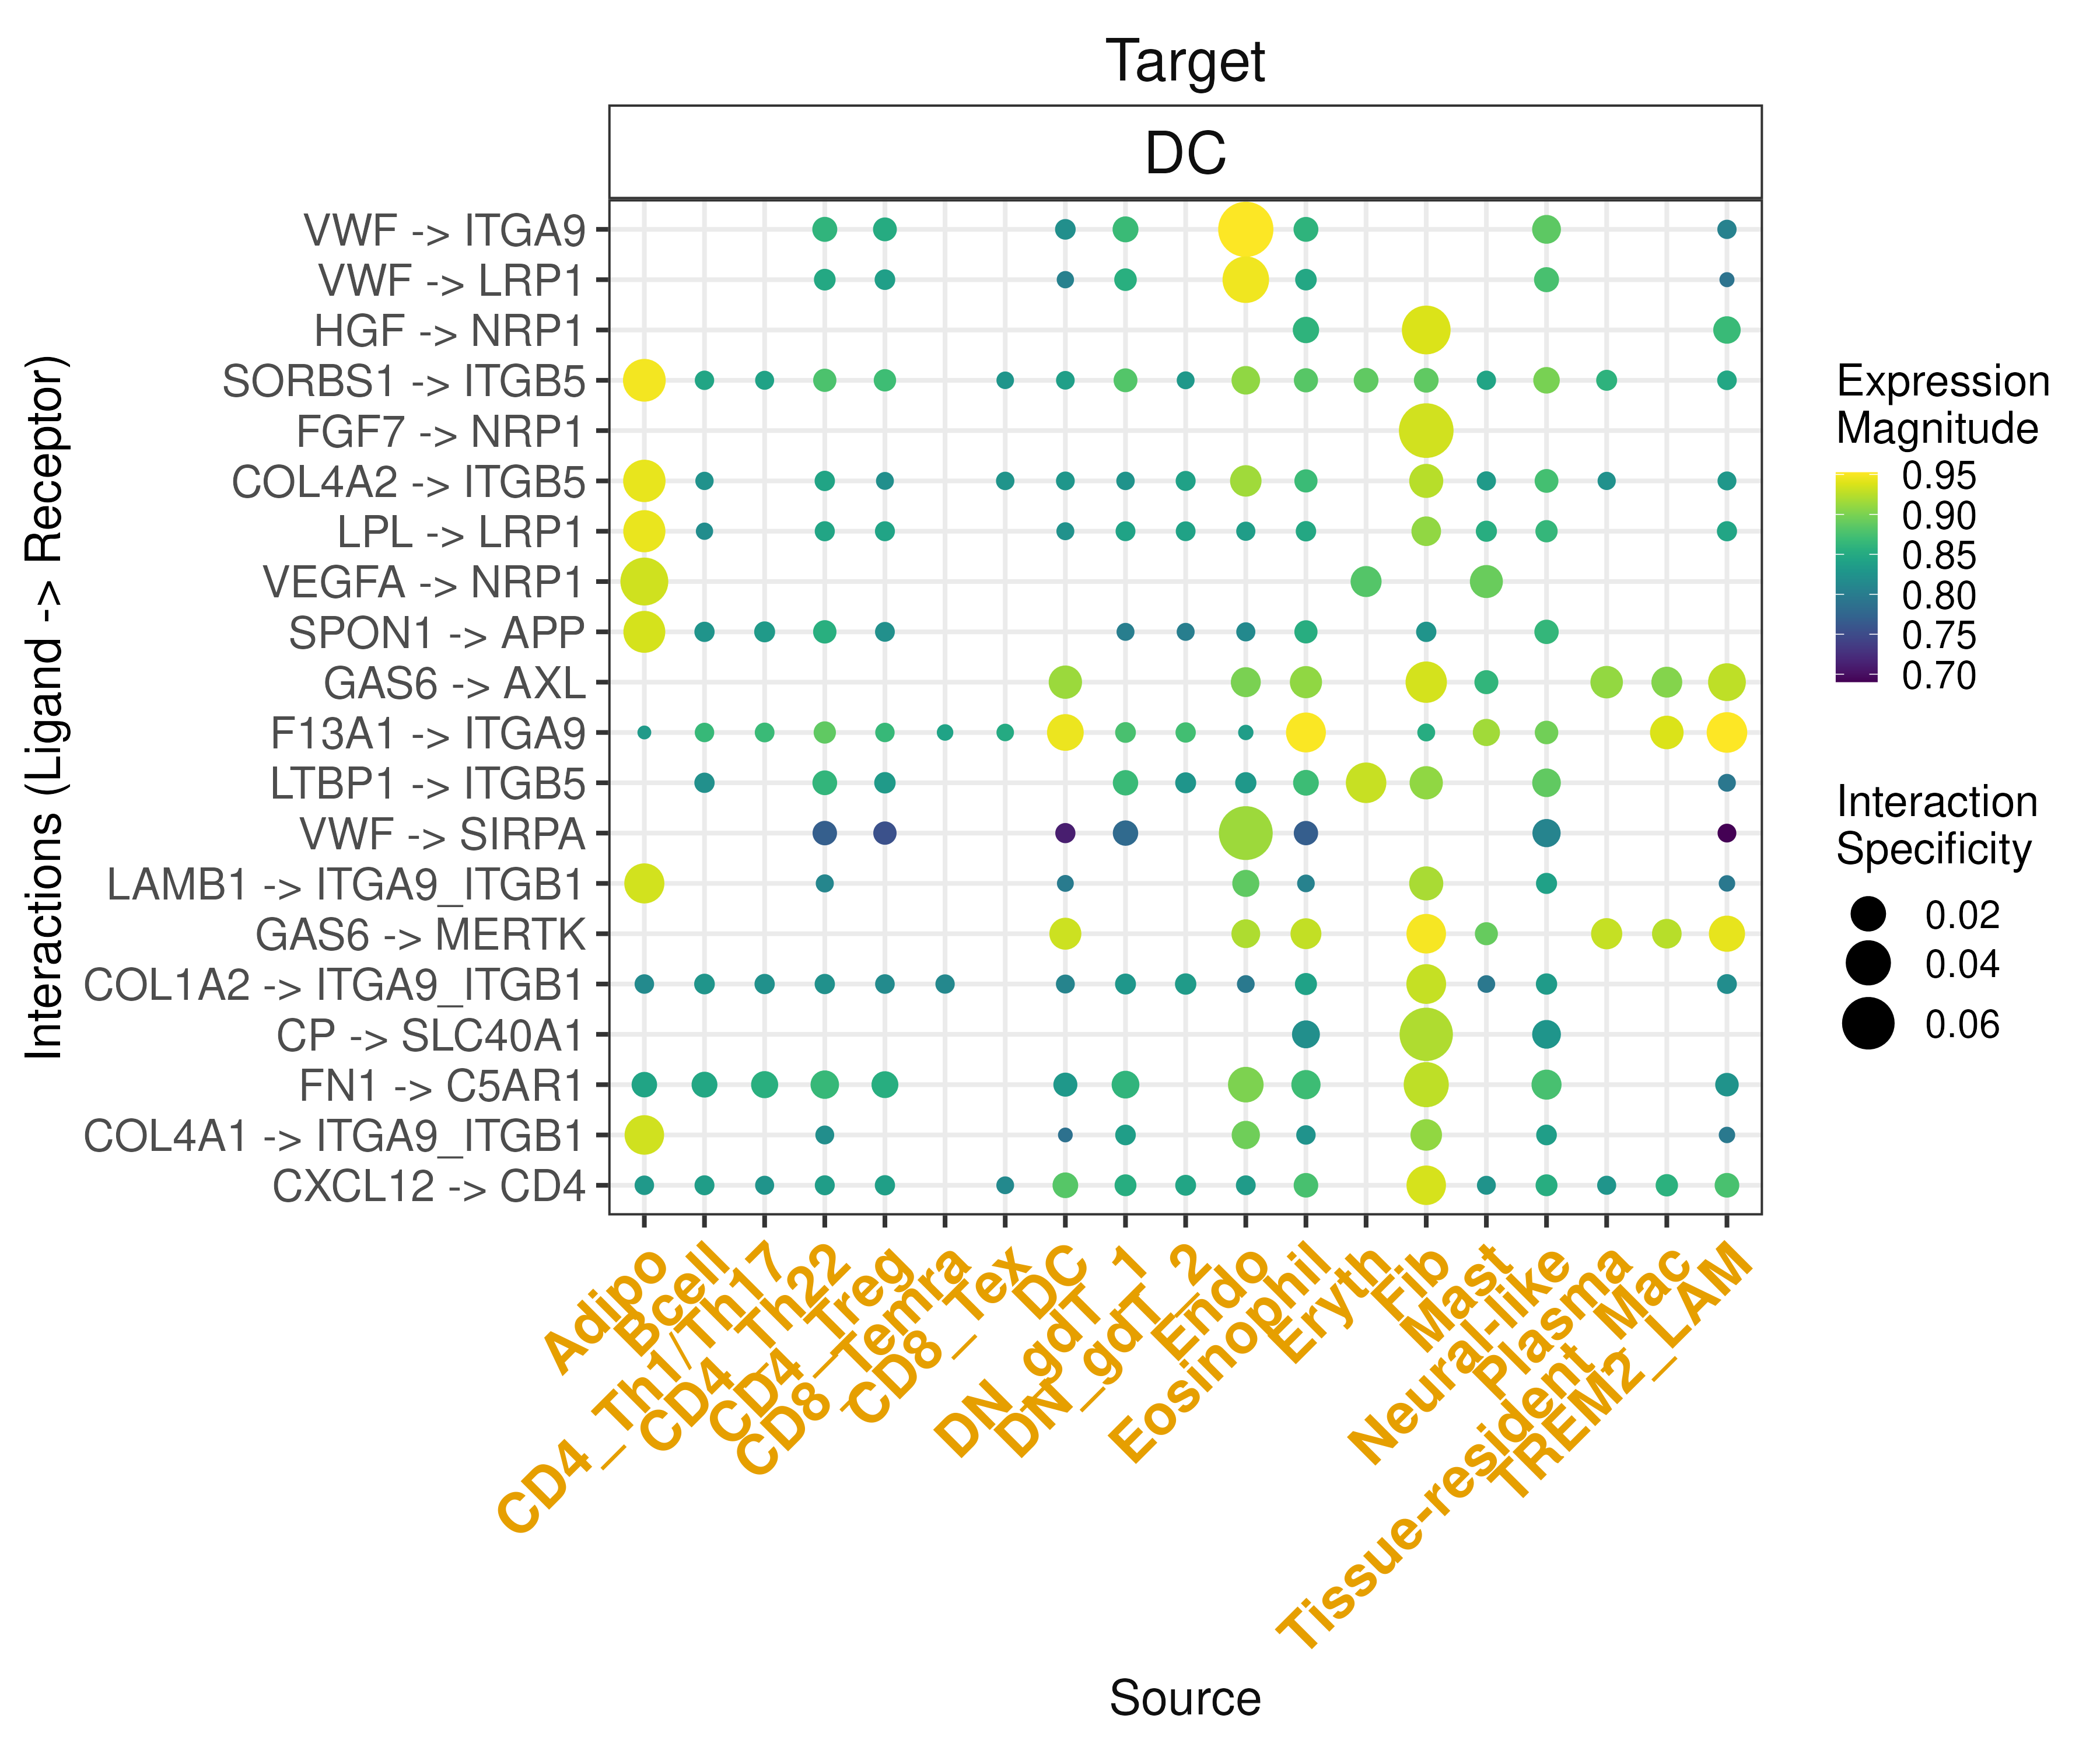 Target
DC
Interactions (Ligand -> Receptor)
VWF -> ITGA9
VWF -> LRP1
HGF -> NRP1
SORBS1 -> ITGB5
FGF7 -> NRP1
COL4A2 -> ITGB5
LPL -> LRP1
VEGFA -> NRP1
SPON1 -> APP
GAS6 -> AXL
F13A1 -> ITGA9
LTBP1 -> ITGB5
VWF -> SIRPA
LAMB1 -> ITGA9_ITGB1
GAS6 -> MERTK
COL1A2 -> ITGA9_ITGB1
CP -> SLC40A1
FN1 -> C5AR1
COL4A1 -> ITGA9_ITGB1
CXCL12 -> CD4
Adipo
Bcell
CD4_Th1/Th17
CD4_Th22
CD4_Treg
CD8_Temra
CD8_Tex
DC
DN_gdT_1
DN_gdT_2
Endo
Eosinophil
Eryth
Fib
Mast
Neural-like
Plasma
Tissue-resident Mac
TREM2_LAM
Source
Expression
Magnitude
0.95
0.90
0.85
0.80
0.75
0.70
Interaction
Specificity
0.02
0.04
0.06